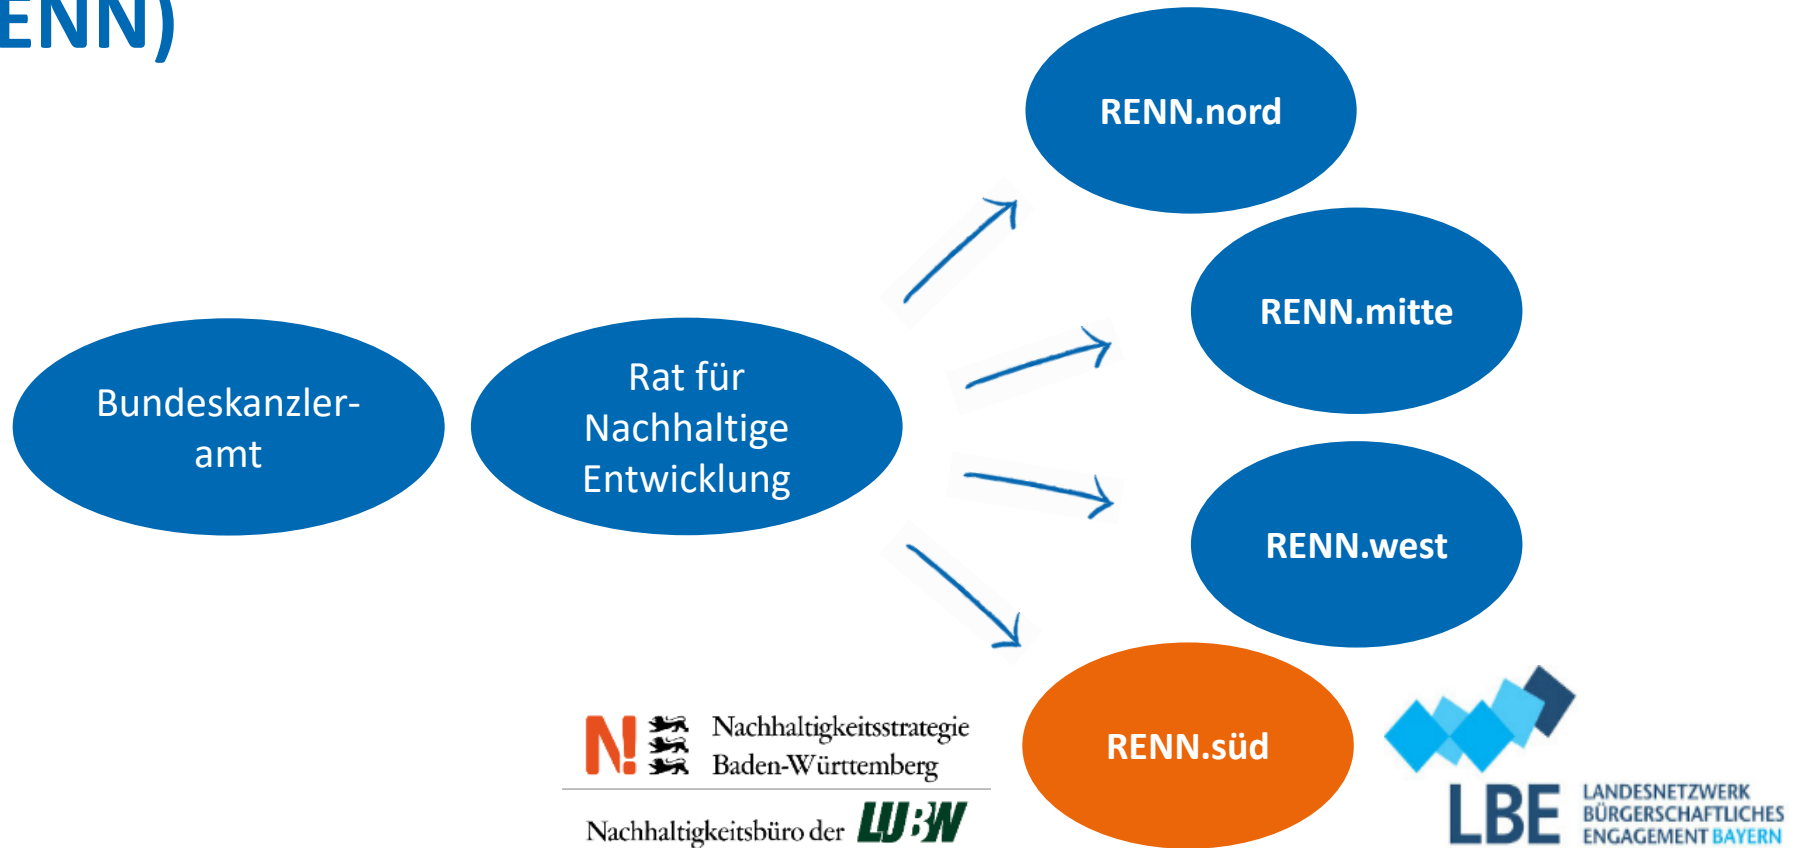 ENN)
RENN.nord
RENN.mitte
Bundeskanzler-
amt
Rat für
Nachhaltige
Entwicklung
RENN.west
RENN.süd
N! Nachhaltigkeitsstrategie
Baden-Württemberg
Nachhaltigkeitsbüro der LUBW
LBE
LANDESNETZWERK
BÜRGERSCHAFTLICHES
ENGAGEMENT BAYERN